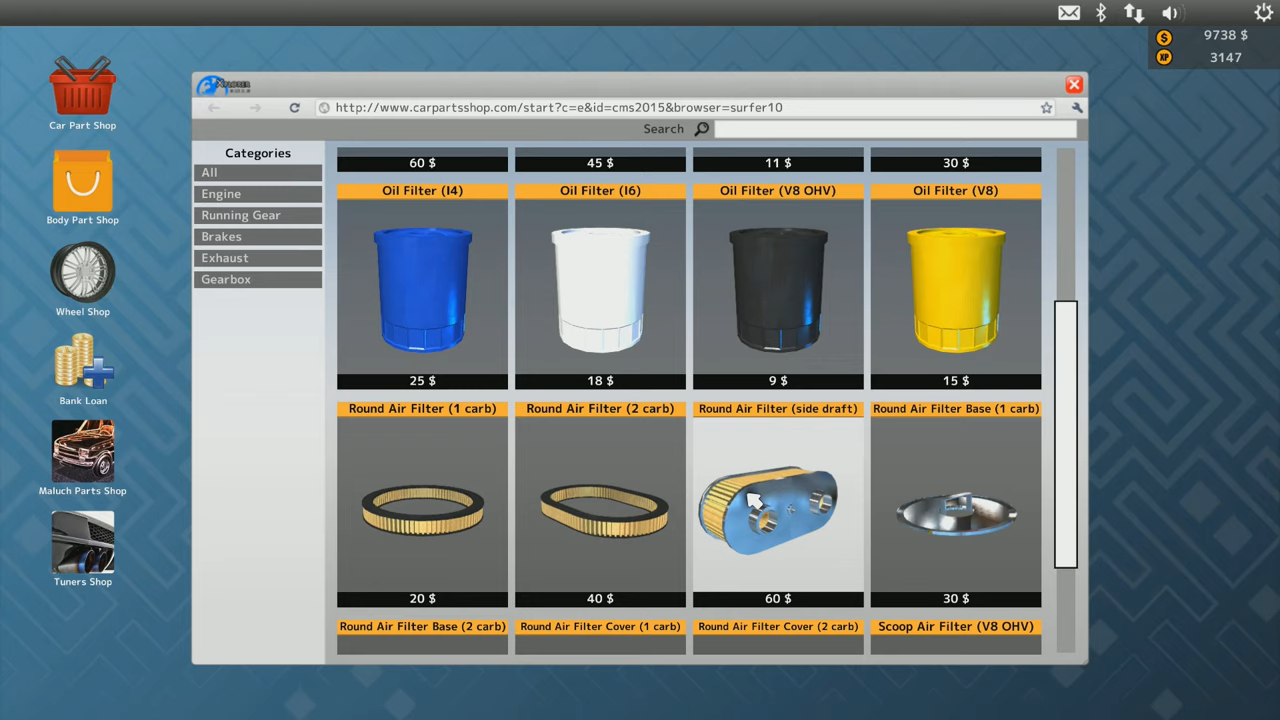 9738 $
3147
Car Part Shop
Body Part Shop
Wheel Shop
Bank Loan
Maluch Parts Shop
Tuners Shop
http://www.carpartsshop.com/start?c=e&id=cms2015&browser=surfer10
Search
Categories
All
Engine
Running Gear
Brakes
Exhaust
Gearbox
60 $ 45 $ 11 $ 30 $
Oil Filter (I4) Oil Filter (I6) Oil Filter (V8 OHV) Oil Filter (V8)
25 $ 18 $ 9 $ 15 $
Round Air Filter (1 carb) Round Air Filter (2 carb) Round Air Filter (side draft) Round Air Filter Base (1 carb)
20 $ 40 $ 60 $ 30 $
Round Air Filter Base (2 carb) Round Air Filter Cover (1 carb) Round Air Filter Cover (2 carb) Scoop Air Filter (V8 OHV)